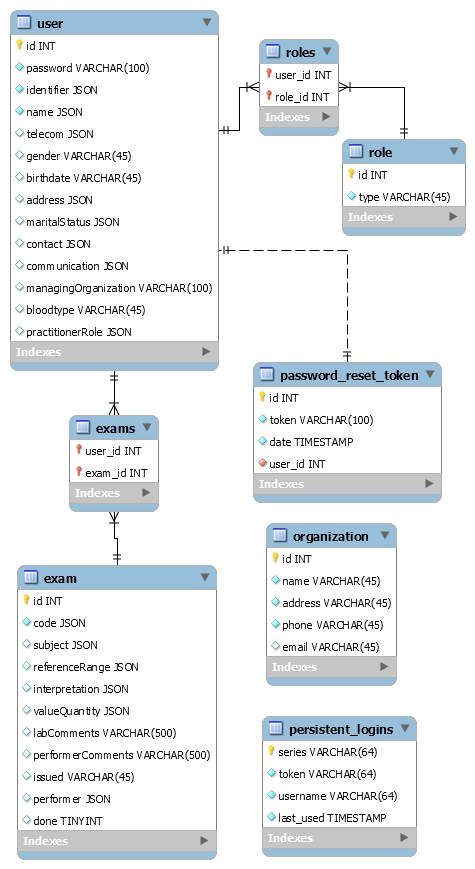 user
id INT
password VARCHAR(100)
identifier JSON
name JSON
telecom JSON
gender VARCHAR(45)
birthdate VARCHAR(45)
address JSON
maritalStatus JSON
contact JSON
communication JSON
managingOrganization VARCHAR(100)
bloodtype VARCHAR(45)
practitionerRole JSON
Indexes
roles
user_id INT
role_id INT
Indexes
role
id INT
type VARCHAR(45)
Indexes
password_reset_token
id INT
token VARCHAR(100)
date TIMESTAMP
user_id INT
Indexes
exams
user_id INT
exam_id INT
Indexes
organization
id INT
name VARCHAR(45)
address VARCHAR(45)
phone VARCHAR(45)
email VARCHAR(45)
Indexes
exam
id INT
code JSON
subject JSON
referenceRange JSON
interpretation JSON
valueQuantity JSON
labComments VARCHAR(500)
performerComments VARCHAR(500)
issued VARCHAR(45)
performer JSON
done TINYINT
Indexes
persistent_logins
series VARCHAR(64)
token VARCHAR(64)
username VARCHAR(64)
last_used TIMESTAMP
Indexes